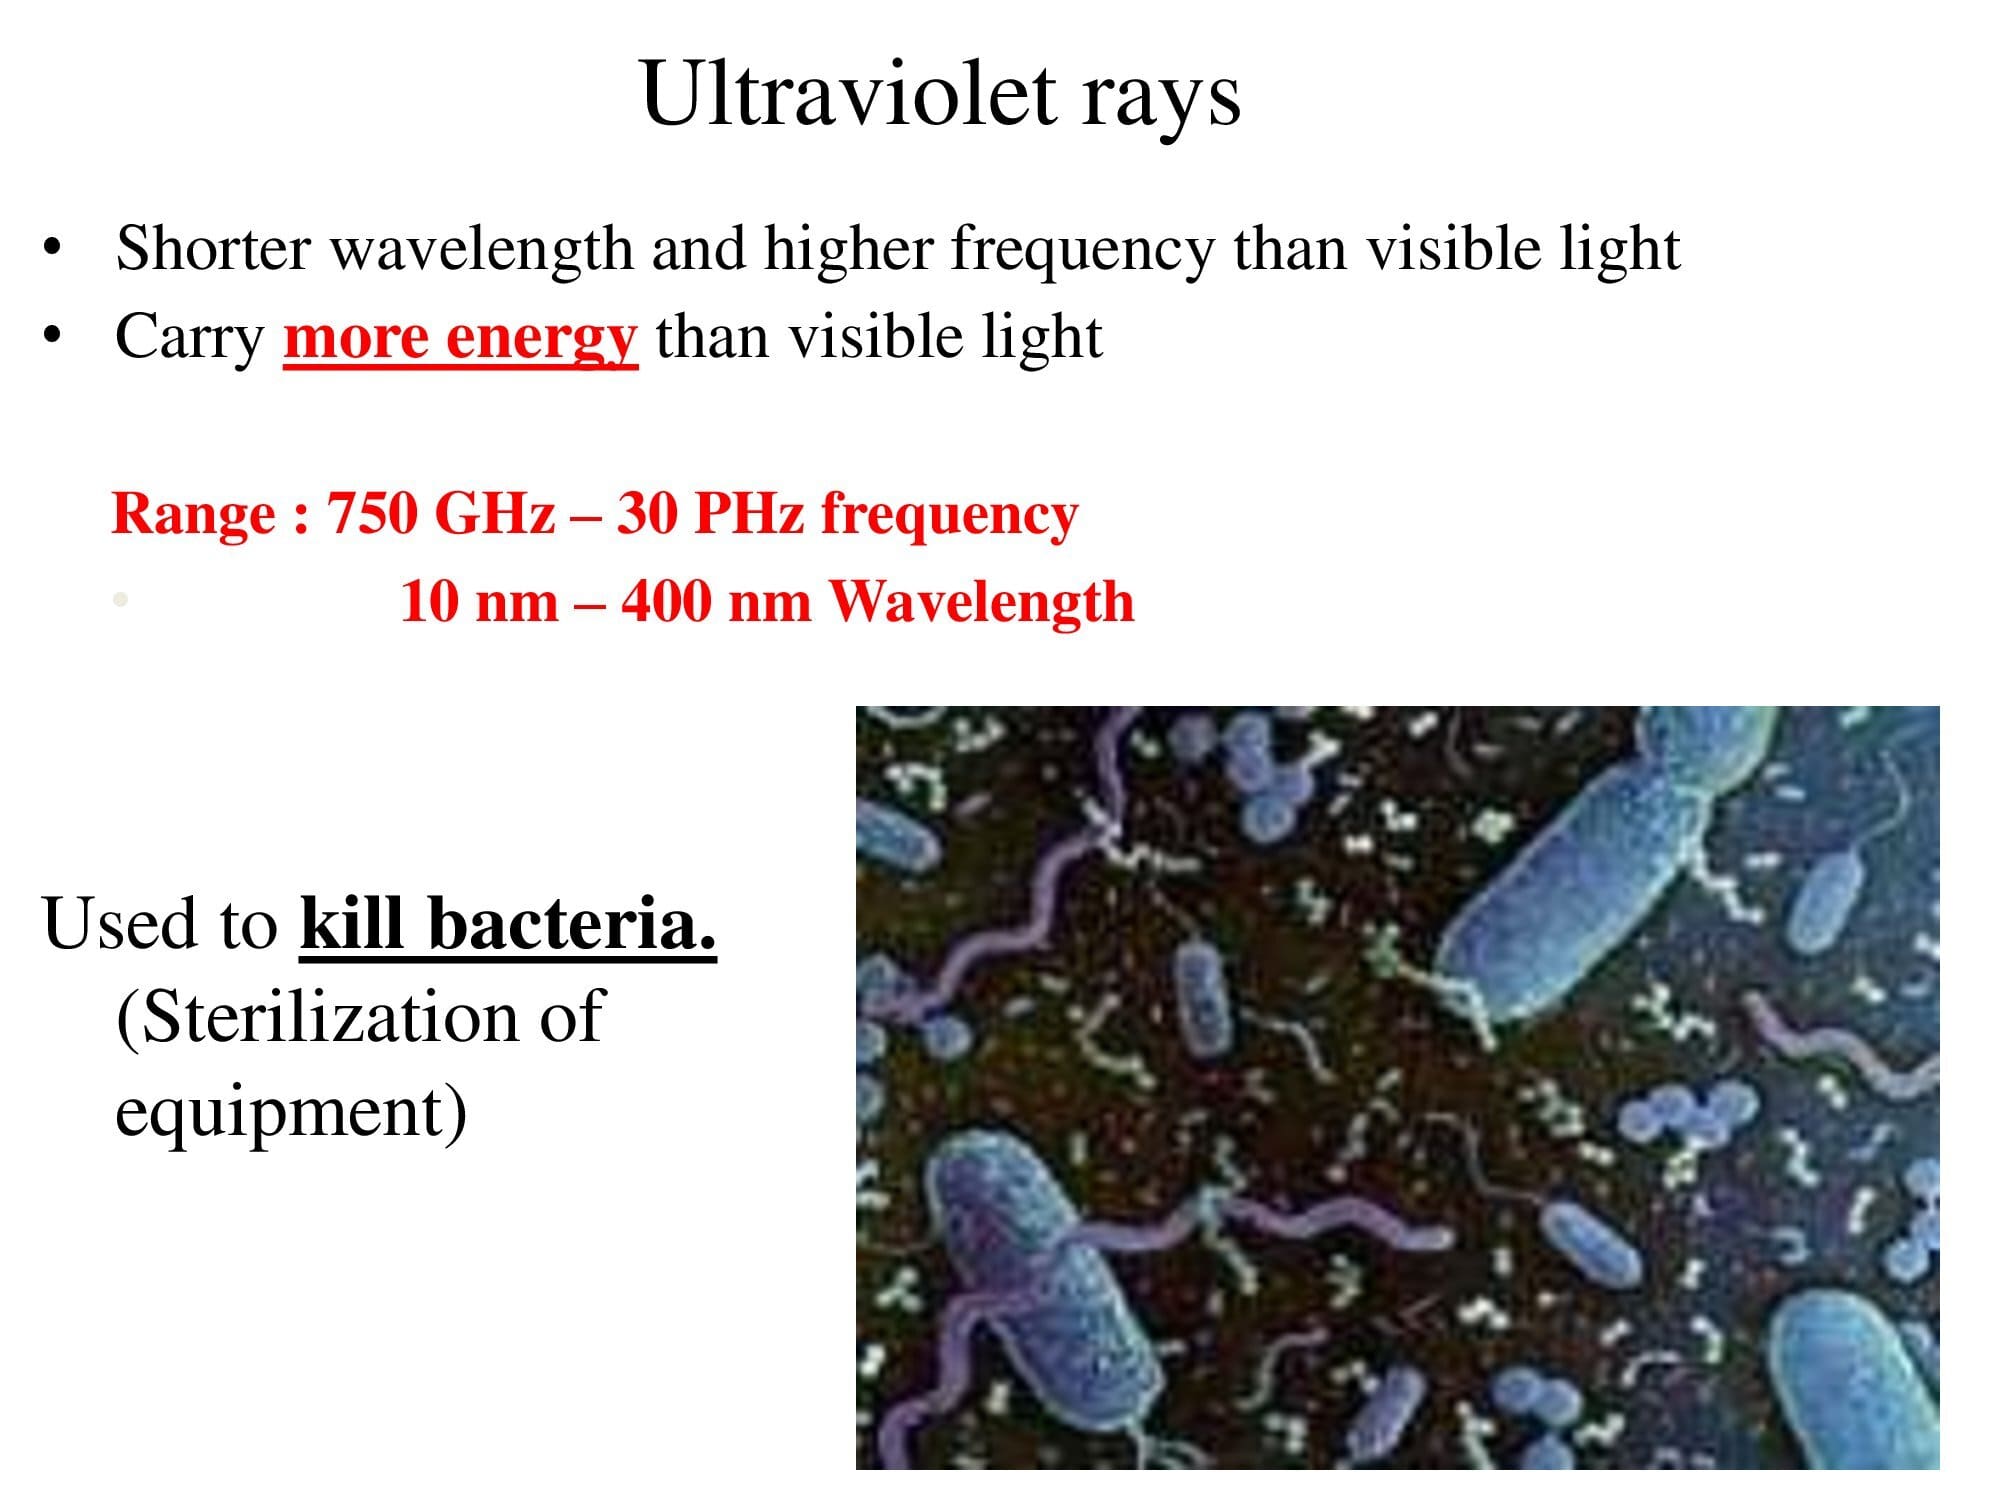 Ultraviolet rays
• Shorter wavelength and higher frequency than visible light
• Carry more energy than visible light
Range : 750 GHz – 30 PHz frequency
• 10 nm – 400 nm Wavelength
Used to kill bacteria.
(Sterilization of
equipment)